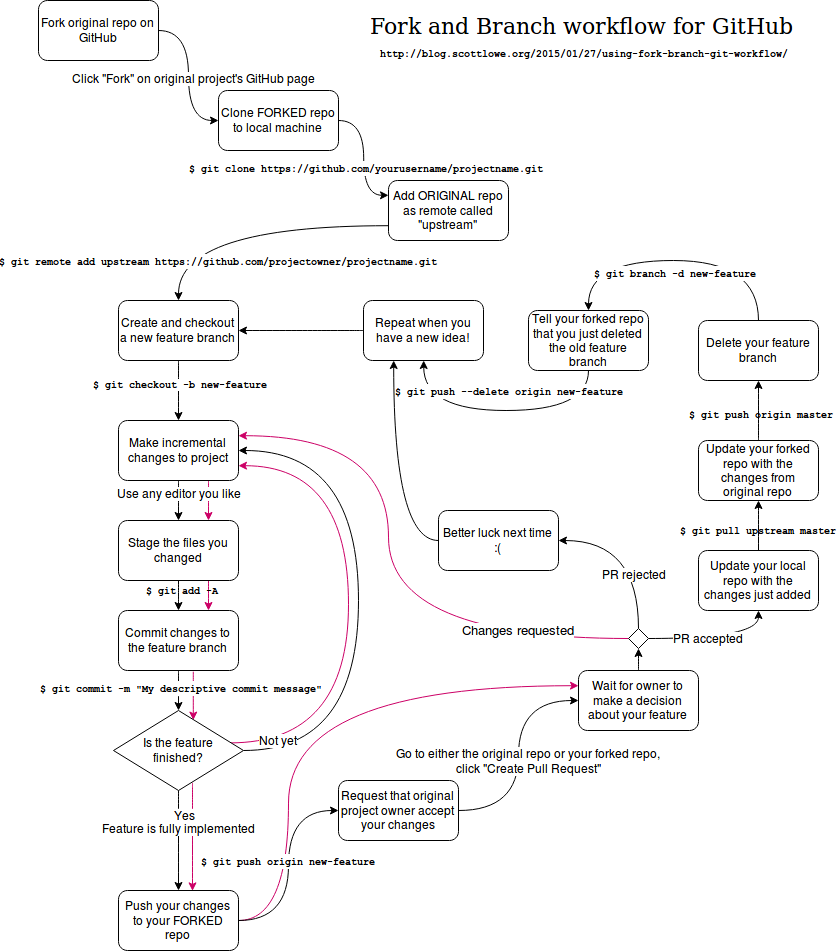 Fork original repo on
GitHub
Fork and Branch workflow for GitHub
http://blog.scottlowe.org/2015/01/27/using-fork-branch-git-workflow/
Click "Fork" on original project's GitHub page
Clone FORKED repo
to local machine
$ git clone https://github.com/yourusername/projectname.git
Add ORIGINAL repo
as remote called
"upstream"
$ git remote add upstream https://github.com/projectowner/projectname.git
Create and checkout
a new feature branch
Repeat when you
have a new idea!
$ git branch -d new-feature
Tell your forked repo
that you just deleted
the old feature
branch
Delete your feature
branch
$ git checkout -b new-feature
$ git push --delete origin new-feature
$ git push origin master
Make incremental
changes to project
Update your forked
repo with the
changes from
original repo
Use any editor you like
$ git pull upstream master
Stage the files you
changed
Better luck next time
:(
Update your local
repo with the
changes just added
$ git add -A
PR rejected
Commit changes to
the feature branch
Changes requested
PR accepted
$ git commit -m "My descriptive commit message"
Wait for owner to
make a decision
about your feature
Is the feature
finished?
Not yet
Go to either the original repo or your forked repo,
click "Create Pull Request"
Request that original
project owner accept
your changes
Yes
Feature is fully implemented
$ git push origin new-feature
Push your changes
to your FORKED
repo